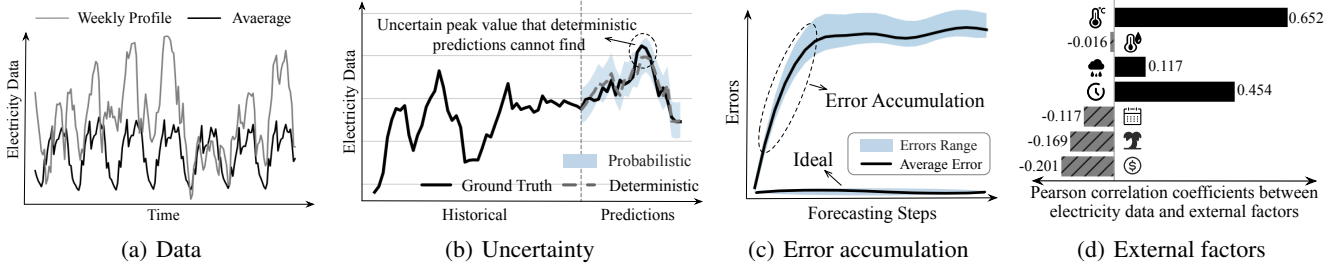 Weekly Profile
Avaerage
Electricity Data
Time
(a) Data
Uncertain peak value that deterministic
predictions cannot find
Electricity Data
Probabilistic
Ground Truth
Deterministic
Historical
Predictions
(b) Uncertainty
Errors
Error Accumulation
Errors Range
Average Error
Ideal
Forecasting Steps
(c) Error accumulation
°C
0.652
-0.016
0.117
0.454
-0.117
-0.169
-0.201
$
Pearson correlation coefficients between
electricity data and external factors
(d) External factors